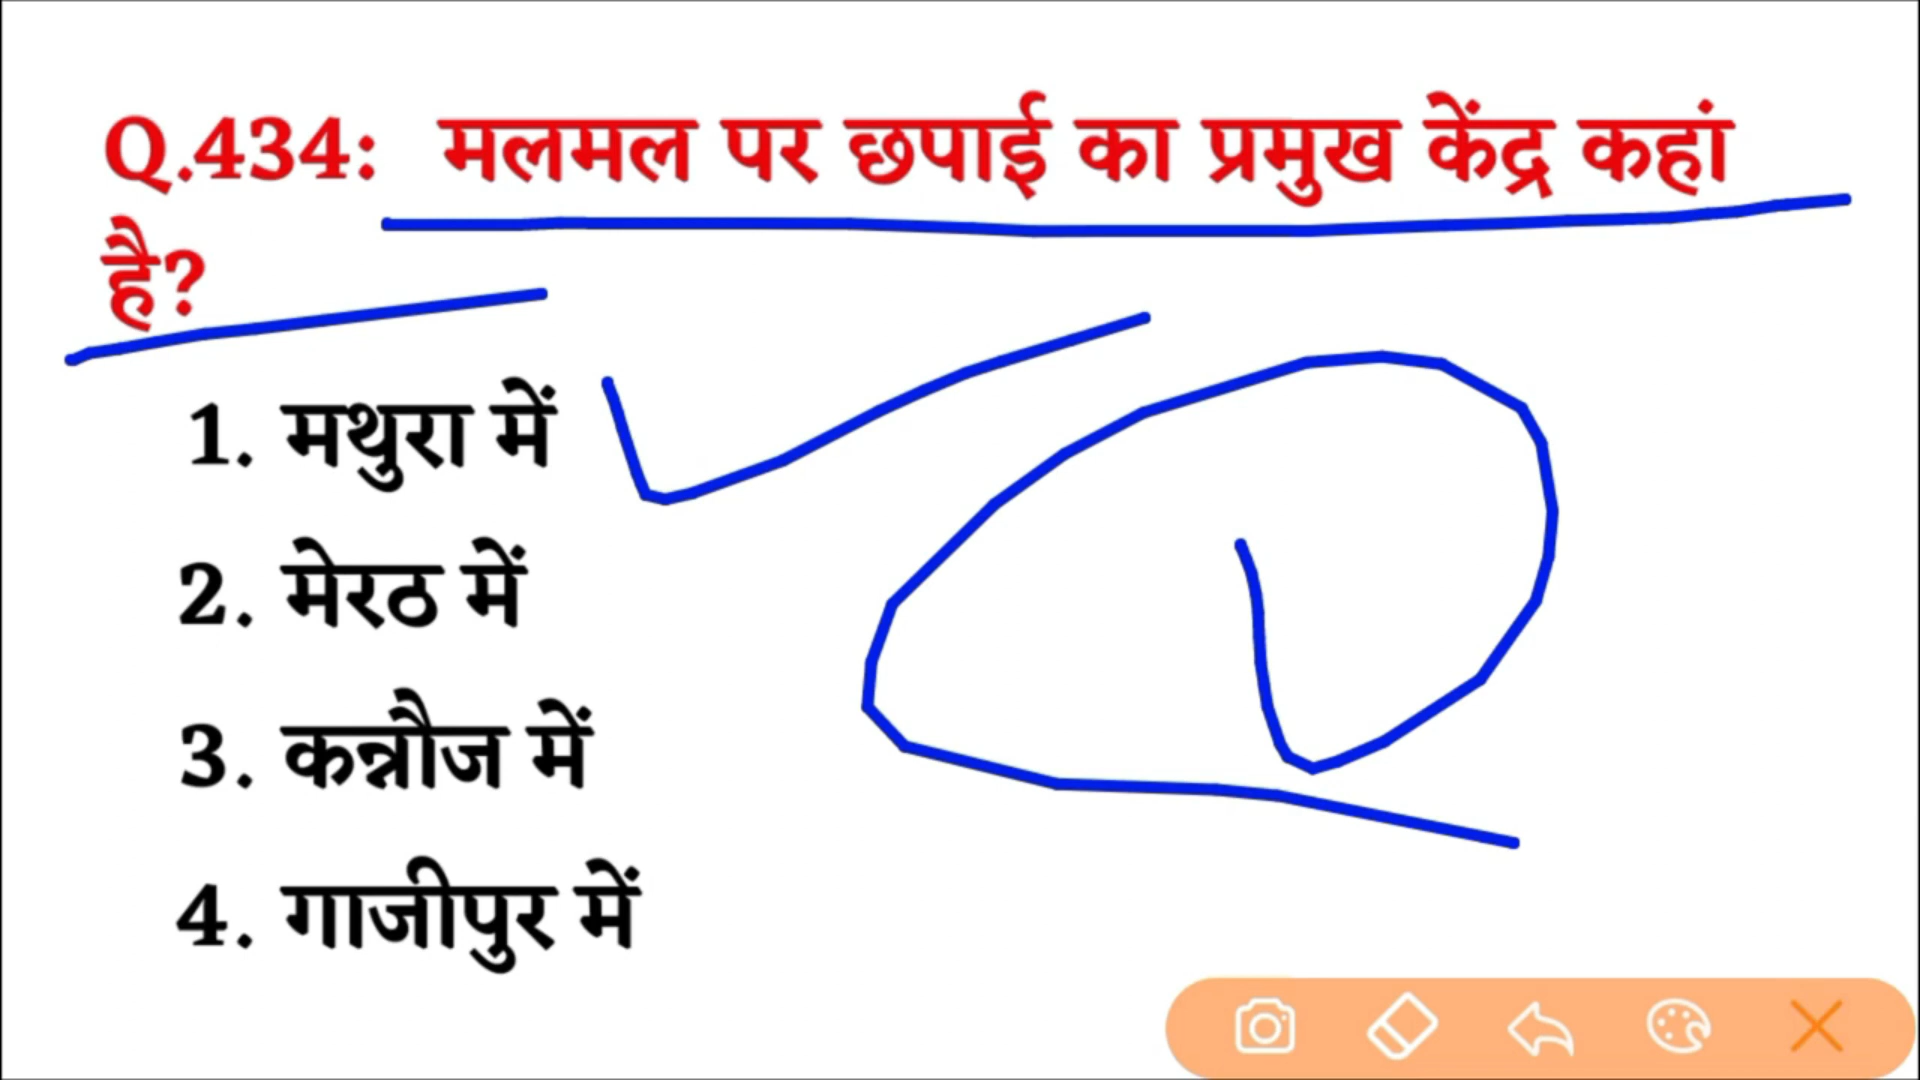 Q.434: मलमल पर छपाई का प्रमुख केंद्र कहां
है?
1. मथुरा में
2. मेरठ में
3. कन्नौज में
4. गाजीपुर में